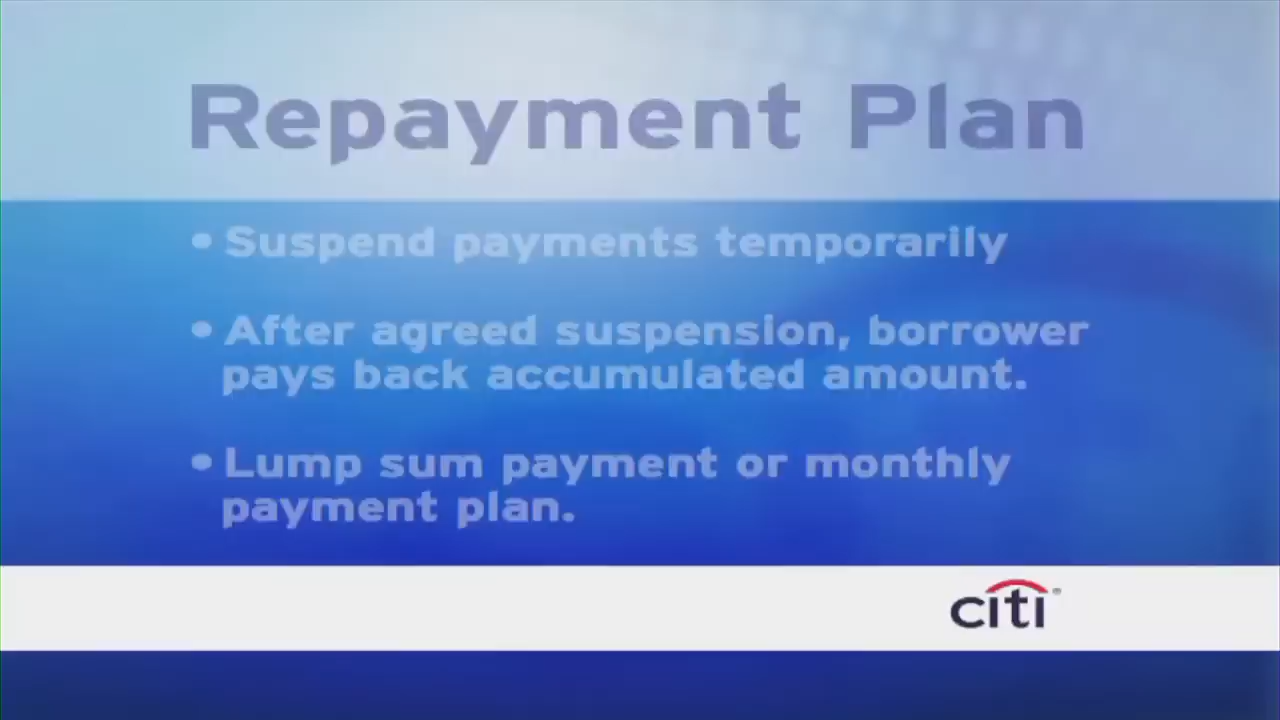 Repayment Plan
• Suspend payments temporarily
• After agreed suspension, borrower
pays back accumulated amount.
• Lump sum payment or monthly
payment plan.
citi